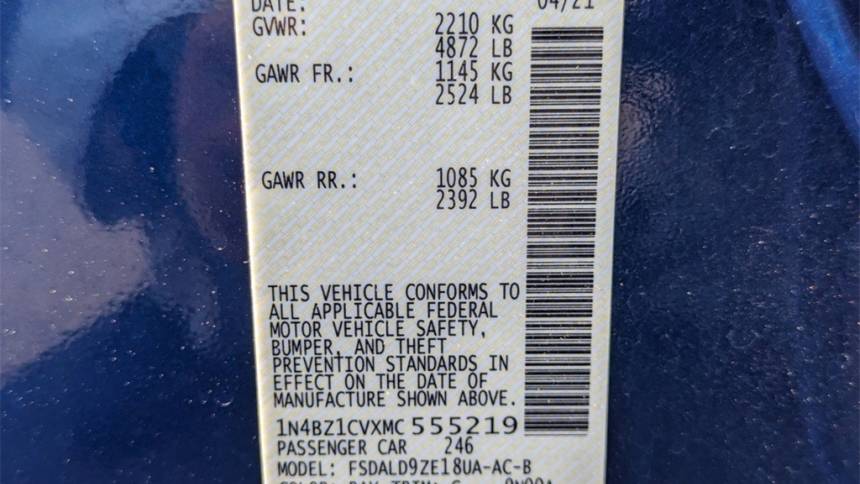 DATE: 04/21
GVWR: 2210 KG
4872 LB
GAWR FR.: 1145 KG
2524 LB
GAWR RR.: 1085 KG
2392 LB
THIS VEHICLE CONFORMS TO
ALL APPLICABLE FEDERAL
MOTOR VEHICLE SAFETY,
BUMPER, AND THEFT
PREVENTION STANDARDS IN
EFFECT ON THE DATE OF
MANUFACTURE SHOWN ABOVE.
1N4BZ1CVXMC 555219
PASSENGER CAR 246
MODEL: FSDALD9ZE18UA-AC-B